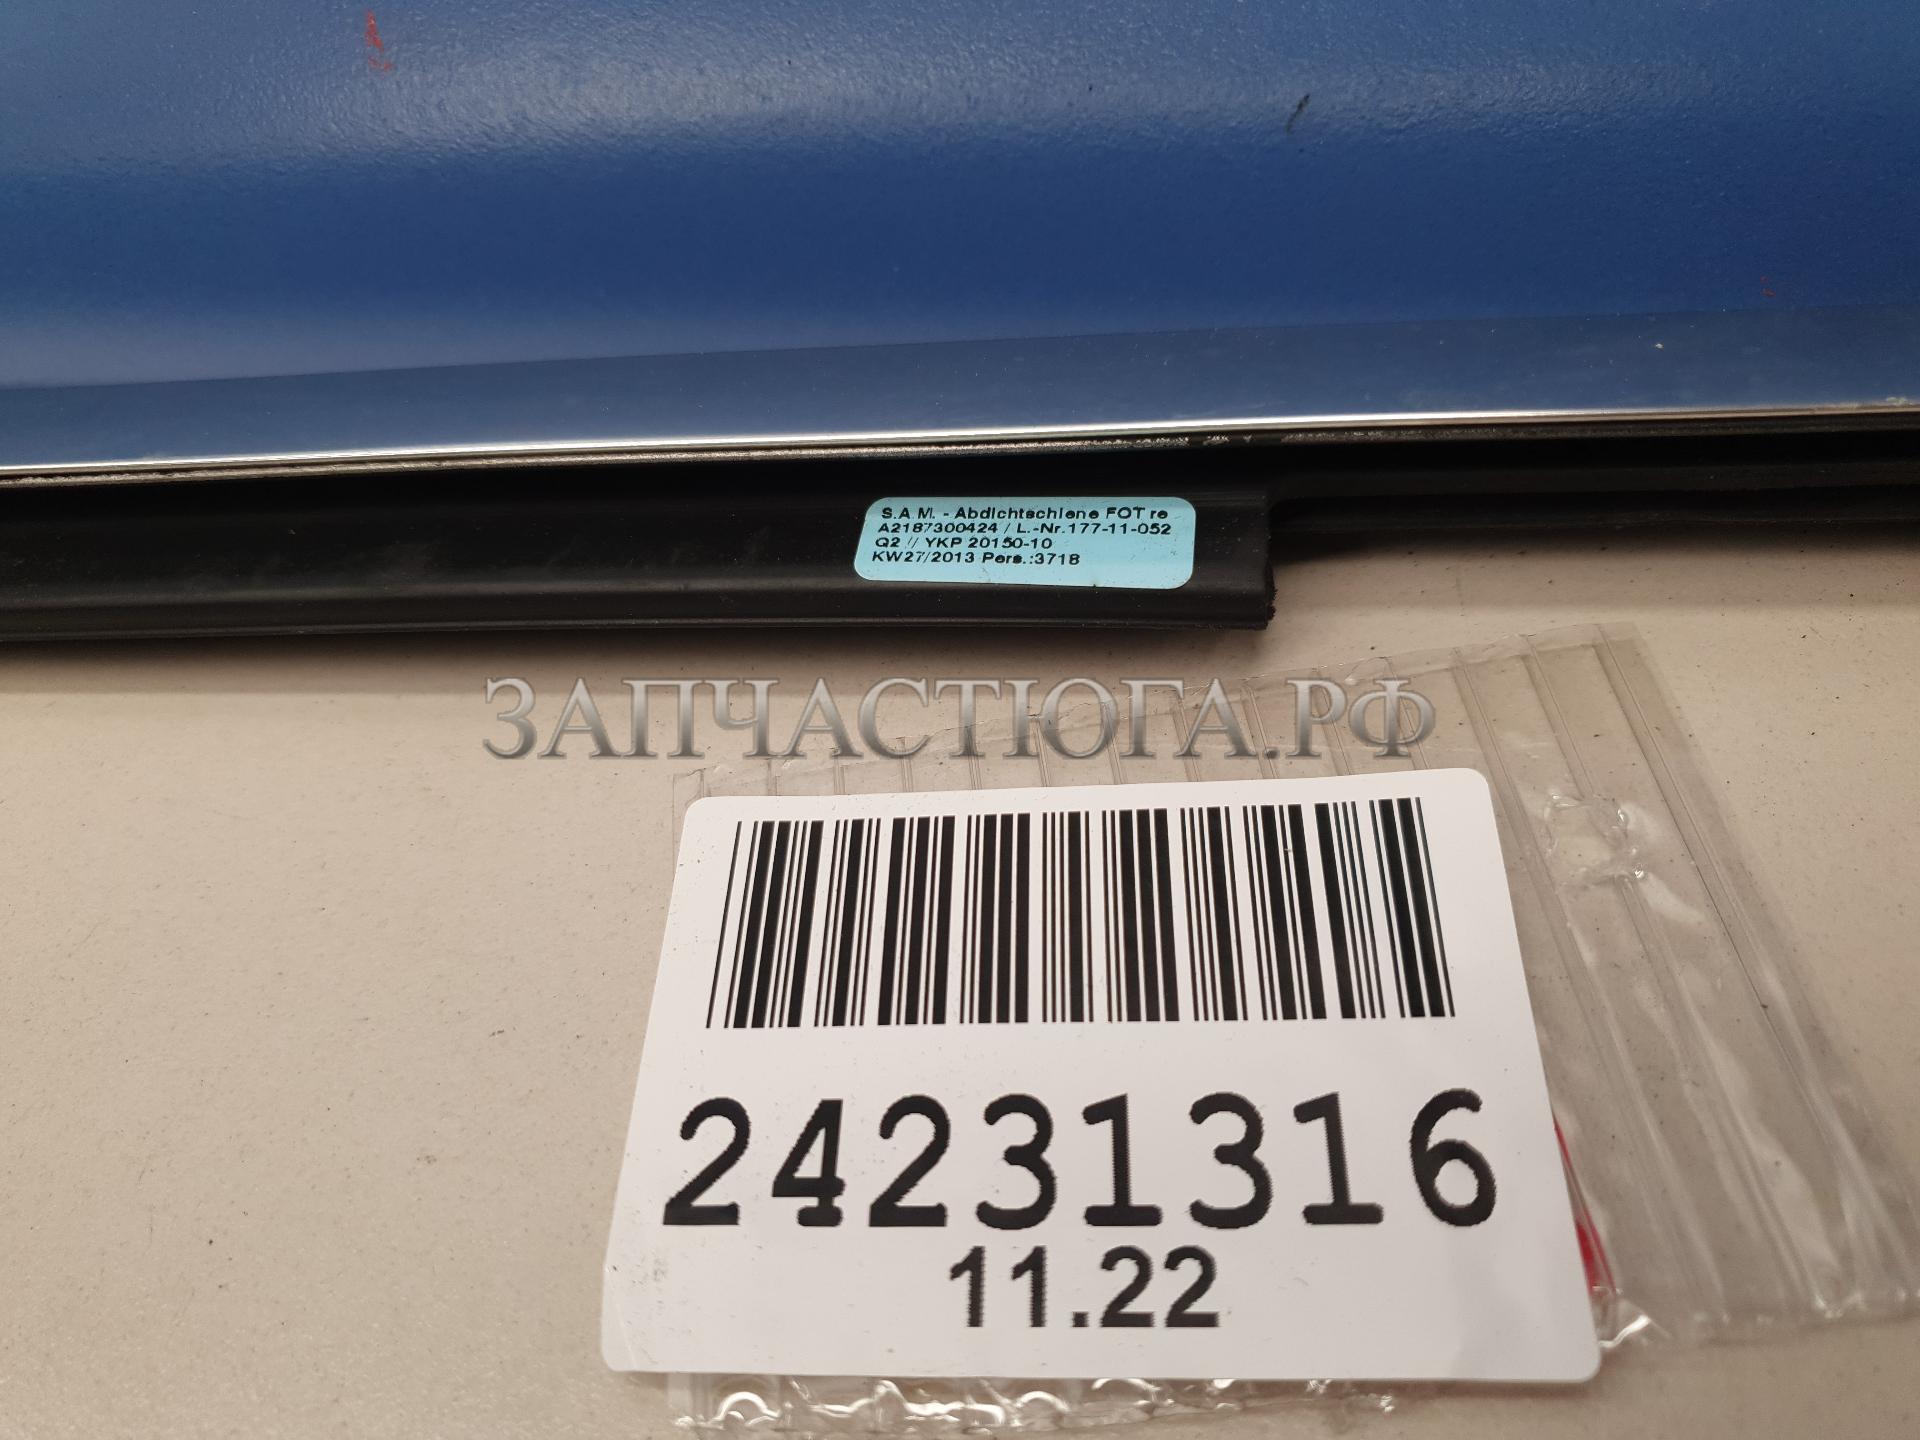 S.A.M. - Abdichtschiene FOT re
A2187300424 / L.-Nr.177-11-052
Q2 // YKP 20150-10
KW27/2013 Pers.:3718
ЗАПЧАСТЮГА.РФ
24231316
11.22